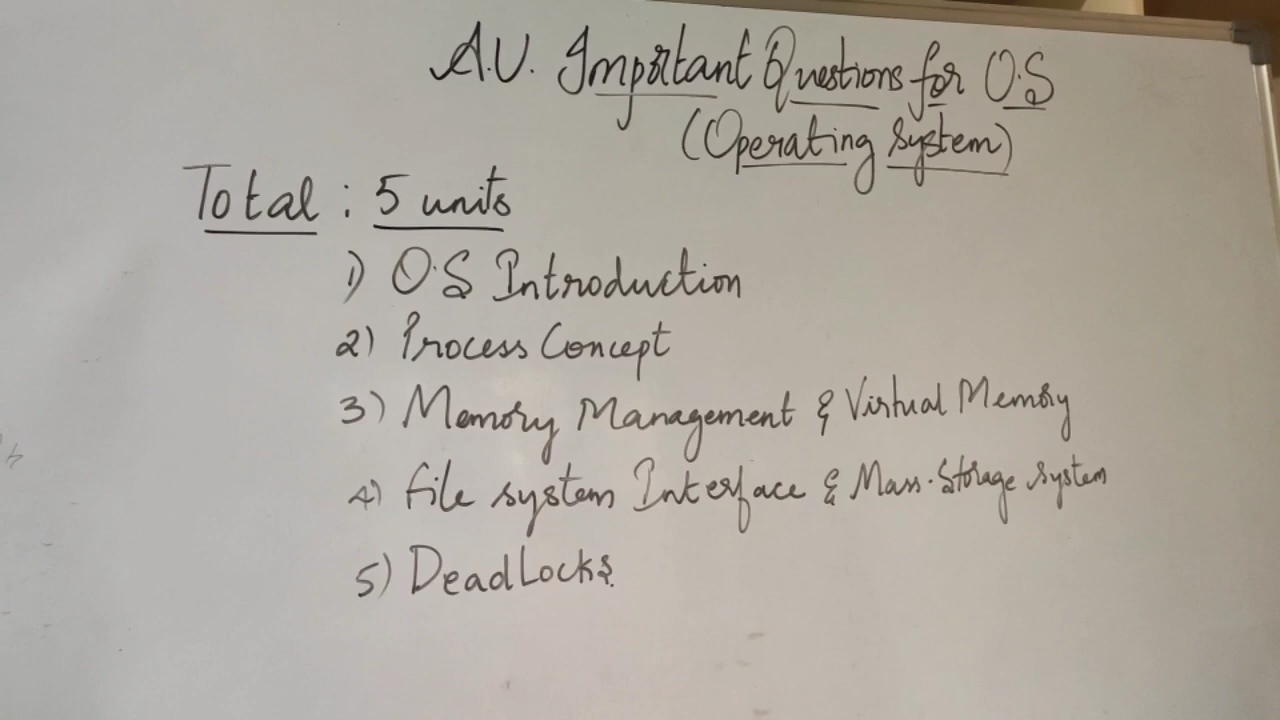 A.U. Important Questions for O.S
(Operating System)
Total : 5 units
1) O.S Introduction
2) Process Concept
3) Memory Management & Virtual Memory
4) File system Interface & Mass-Storage system
5) DeadLocks